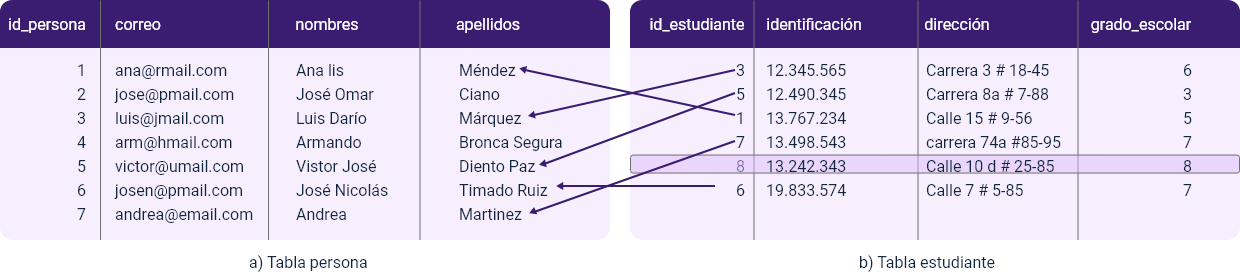 id_persona correo nombres apellidos
1 ana@rmail.com Ana lis Méndez
2 jose@pmail.com José Omar Ciano
3 luis@jmail.com Luis Darío Márquez
4 arm@hmail.com Armando Bronca Segura
5 victor@umail.com Vistor José Diento Paz
6 josen@pmail.com José Nicolás Timado Ruiz
7 andrea@email.com Andrea Martinez
a) Tabla persona
id_estudiante identificación dirección grado_escolar
3 12.345.565 Carrera 3 # 18-45 6
5 12.490.345 Carrera 8a # 7-88 3
1 13.767.234 Calle 15 # 9-56 5
7 13.498.543 carrera 74a #85-95 7
8 13.242.343 Calle 10 d # 25-85 8
6 19.833.574 Calle 7 # 5-85 7
b) Tabla estudiante